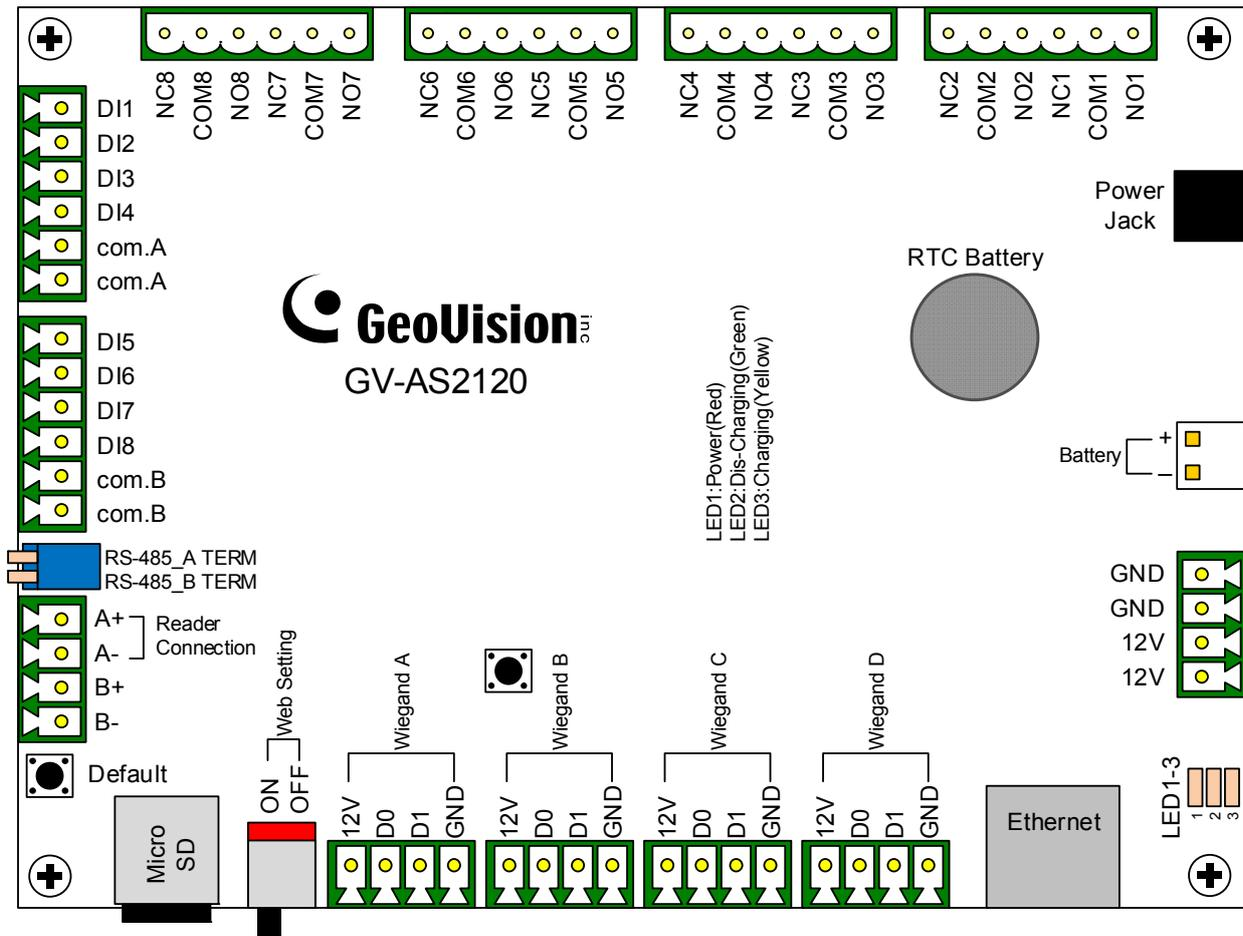 NC8
COM8
NO8
NC7
COM7
NO7
NC6
COM6
NO6
NC5
COM5
NO5
NC4
COM4
NO4
NC3
COM3
NO3
NC2
COM2
NO2
NC1
COM1
NO1
DI1
DI2
DI3
DI4
com.A
com.A
DI5
DI6
DI7
DI8
com.B
com.B
RS-485_A TERM
RS-485_B TERM
A+
A-
B+
B-
Reader
Connection
Default
GeoVision inc
GV-AS2120
LED1:Power(Red)
LED2:Dis-Charging(Green)
LED3:Charging(Yellow)
RTC Battery
Power
Jack
Battery
+
–
GND
GND
12V
12V
Micro
SD
Web Setting
ON
OFF
Wiegand A
12V
D0
D1
GND
Wiegand B
12V
D0
D1
GND
Wiegand C
12V
D0
D1
GND
Wiegand D
12V
D0
D1
GND
Ethernet
LED1-3
1
2
3